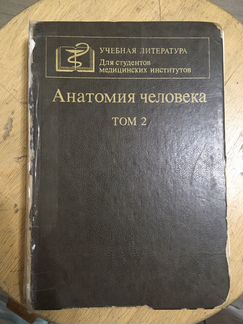 УЧЕБНАЯ ЛИТЕРАТУРА
Для студентов
медицинских институтов
Анатомия человека
ТОМ 2